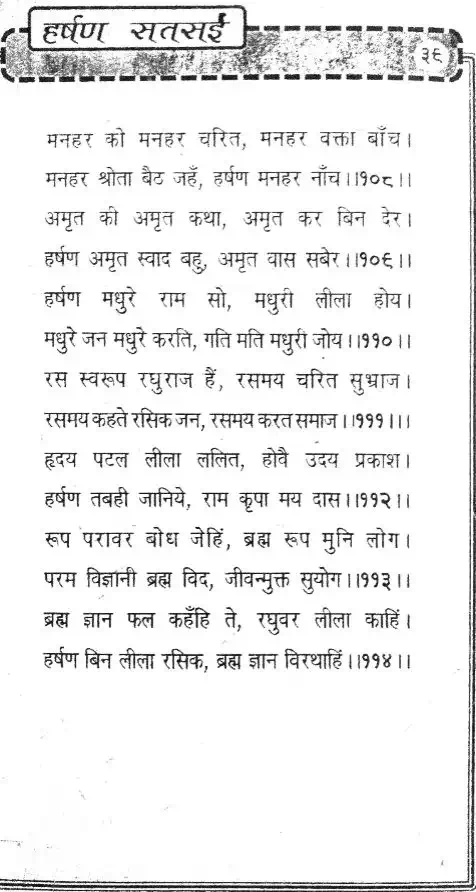 हर्षण सतसई
३९
मनहर को मनहर चरित, मनहर वक्ता बाँच।
मनहर श्रोता बैठ जहँ, हर्षण मनहर नाँच।।१०८।।
अमृत की अमृत कथा, अमृत कर बिन देर।
हर्षण अमृत स्वाद बहु, अमृत वास सबेर।।१०९।।
हर्षण मधुरे राम सो, मधुरी लीला होय।
मधुरे जन मधुरे करति, गति मति मधुरी जोय।।११०।।
रस स्वरूप रघुराज हैं, रसमय चरित सुभ्राज।
रसमय कहते रसिक जन, रसमय करत समाज।।१११।।
हृदय पटल लीला ललित, होवै उदय प्रकाश।
हर्षण तबही जानिये, राम कृपा मय दास।।११२।।
रूप परावर बोध जेहिं, ब्रह्म रूप मुनि लोग।
परम विज्ञानी ब्रह्म विद, जीवन्मुक्त सुयोग।।११३।।
ब्रह्म ज्ञान फल कहँहि ते, रघुवर लीला काहिं।
हर्षण बिन लीला रसिक, ब्रह्म ज्ञान विरथाहिं।।११४।।